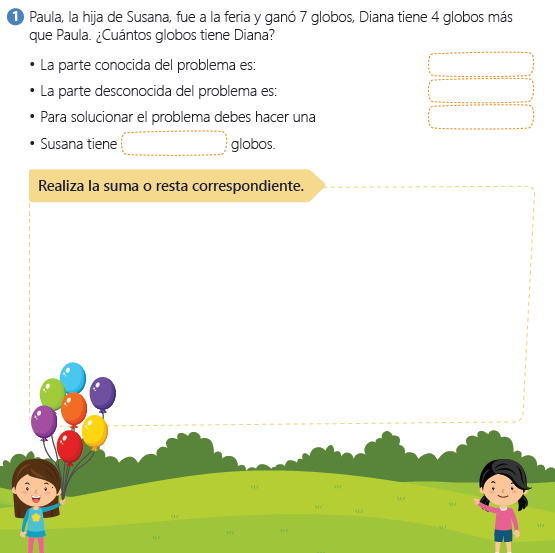 1 Paula, la hija de Susana, fue a la feria y ganó 7 globos, Diana tiene 4 globos más
que Paula. ¿Cuántos globos tiene Diana?
• La parte conocida del problema es:
• La parte desconocida del problema es:
• Para solucionar el problema debes hacer una
• Susana tiene globos.
Realiza la suma o resta correspondiente.